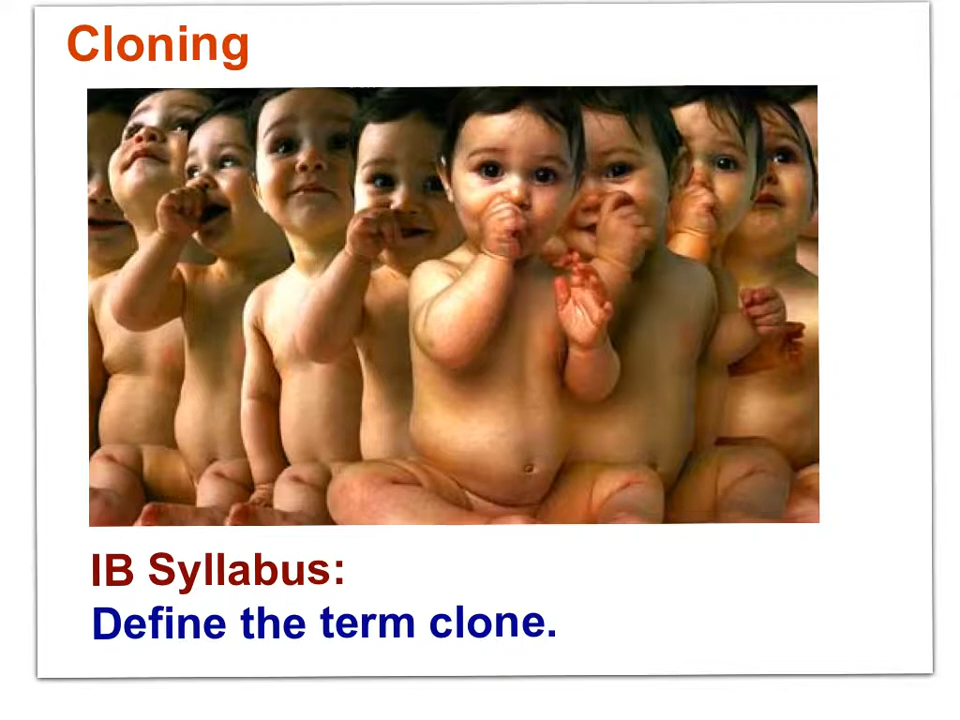 Cloning
IB Syllabus:
Define the term clone.